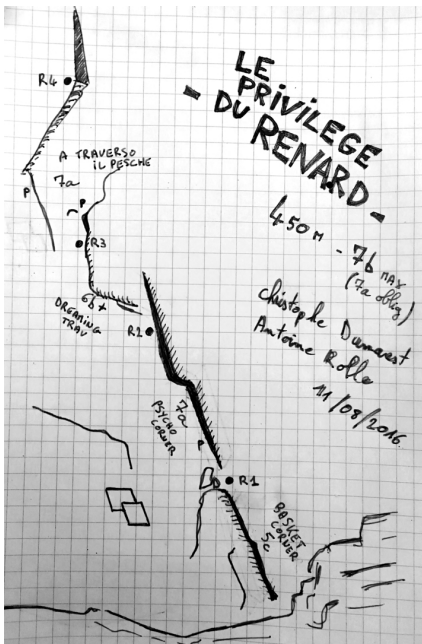 LE
PRIVILEGE
- DU RENARD -
450M - 7b MAX
(7a oblig)
Christophe Dumarest
Antoine Rolle
11/08/2016
R4
A TRAVERSO
IL PESCHE
7a
P
P
R3
6b+
DREAMING
TRAV
R2
7a
PSYCHO
CORNER
P
R1
BASKET
CORNER
5c